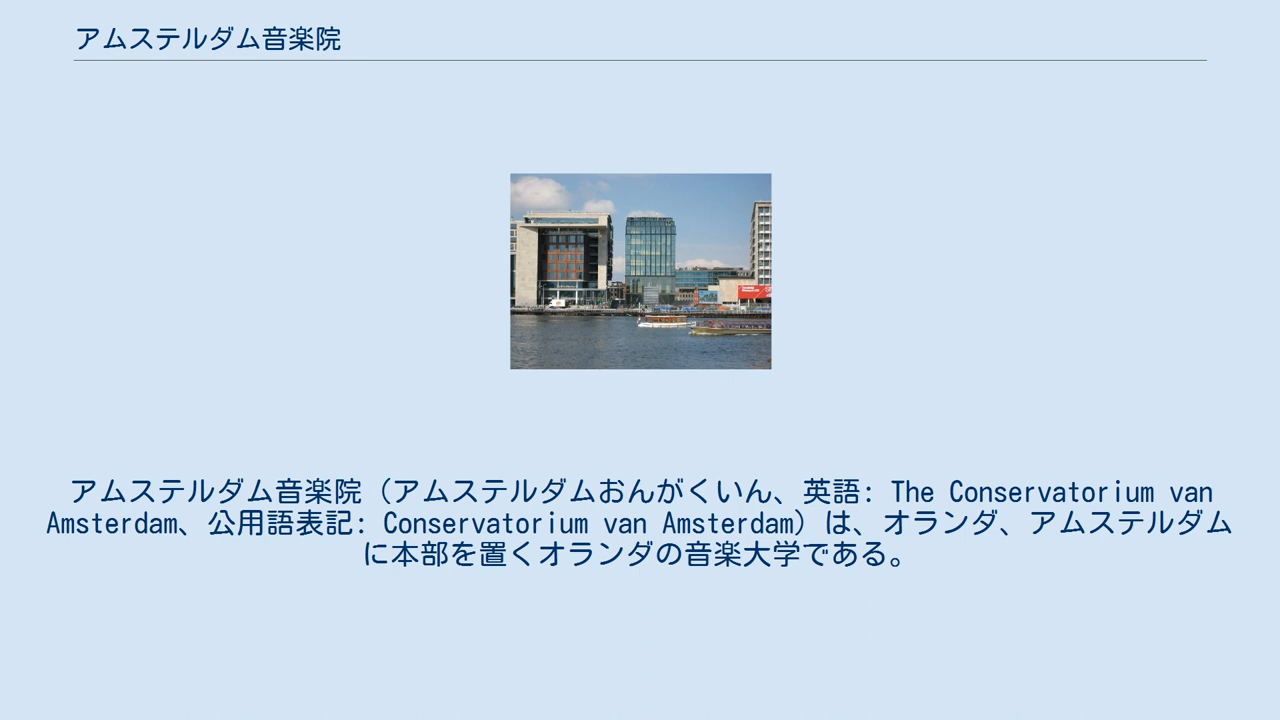 アムステルダム音楽院
アムステルダム音楽院（アムステルダムおんがくいん、英語: The Conservatorium van
Amsterdam、公用語表記: Conservatorium van Amsterdam）は、オランダ、アムステルダム
に本部を置くオランダの音楽大学である。